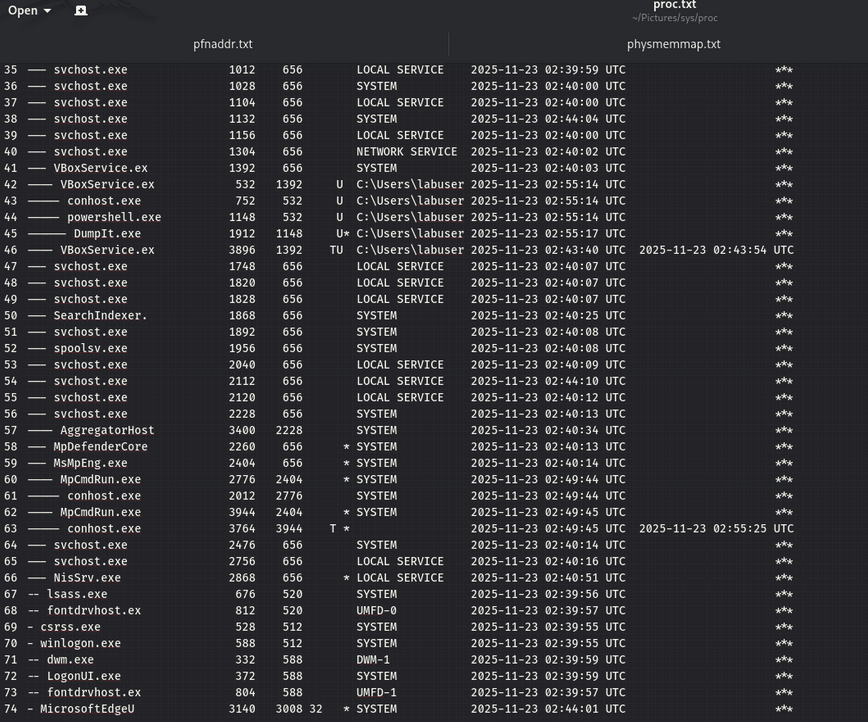 Open
proc.txt
~/Pictures/sys/proc
pfnaddr.txt physmemmap.txt
35 ─── svchost.exe 1012 656 LOCAL SERVICE 2025-11-23 02:39:59 UTC ***
36 ─── svchost.exe 1028 656 SYSTEM 2025-11-23 02:40:00 UTC ***
37 ─── svchost.exe 1104 656 LOCAL SERVICE 2025-11-23 02:40:00 UTC ***
38 ─── svchost.exe 1132 656 SYSTEM 2025-11-23 02:44:04 UTC ***
39 ─── svchost.exe 1156 656 LOCAL SERVICE 2025-11-23 02:40:00 UTC ***
40 ─── svchost.exe 1304 656 NETWORK SERVICE 2025-11-23 02:40:02 UTC ***
41 ─── VBoxService.ex 1392 656 SYSTEM 2025-11-23 02:40:03 UTC ***
42 ──── VBoxService.ex 532 1392 U C:\Users\labuser 2025-11-23 02:55:14 UTC ***
43 ───── conhost.exe 752 532 U C:\Users\labuser 2025-11-23 02:55:14 UTC ***
44 ───── powershell.exe 1148 532 U C:\Users\labuser 2025-11-23 02:55:14 UTC ***
45 ────── DumpIt.exe 1912 1148 U* C:\Users\labuser 2025-11-23 02:55:17 UTC ***
46 ──── VBoxService.ex 3896 1392 TU C:\Users\labuser 2025-11-23 02:43:40 UTC 2025-11-23 02:43:54 UTC
47 ─── svchost.exe 1748 656 LOCAL SERVICE 2025-11-23 02:40:07 UTC ***
48 ─── svchost.exe 1820 656 LOCAL SERVICE 2025-11-23 02:40:07 UTC ***
49 ─── svchost.exe 1828 656 LOCAL SERVICE 2025-11-23 02:40:07 UTC ***
50 ─── SearchIndexer. 1868 656 SYSTEM 2025-11-23 02:40:25 UTC ***
51 ─── svchost.exe 1892 656 SYSTEM 2025-11-23 02:40:08 UTC ***
52 ─── spoolsv.exe 1956 656 SYSTEM 2025-11-23 02:40:08 UTC ***
53 ─── svchost.exe 2040 656 LOCAL SERVICE 2025-11-23 02:40:09 UTC ***
54 ─── svchost.exe 2112 656 LOCAL SERVICE 2025-11-23 02:44:10 UTC ***
55 ─── svchost.exe 2120 656 LOCAL SERVICE 2025-11-23 02:40:12 UTC ***
56 ─── svchost.exe 2228 656 SYSTEM 2025-11-23 02:40:13 UTC ***
57 ──── AggregatorHost 3400 2228 SYSTEM 2025-11-23 02:40:34 UTC ***
58 ─── MpDefenderCore 2260 656 * SYSTEM 2025-11-23 02:40:13 UTC ***
59 ─── MsMpEng.exe 2404 656 * SYSTEM 2025-11-23 02:40:14 UTC ***
60 ──── MpCmdRun.exe 2776 2404 * SYSTEM 2025-11-23 02:49:44 UTC ***
61 ───── conhost.exe 2012 2776 SYSTEM 2025-11-23 02:49:44 UTC ***
62 ──── MpCmdRun.exe 3944 2404 * SYSTEM 2025-11-23 02:49:45 UTC ***
63 ───── conhost.exe 3764 3944 T * 2025-11-23 02:49:45 UTC 2025-11-23 02:55:25 UTC
64 ─── svchost.exe 2476 656 SYSTEM 2025-11-23 02:40:14 UTC ***
65 ─── svchost.exe 2756 656 LOCAL SERVICE 2025-11-23 02:40:16 UTC ***
66 ─── NisSrv.exe 2868 656 * LOCAL SERVICE 2025-11-23 02:40:51 UTC ***
67 -- lsass.exe 676 520 SYSTEM 2025-11-23 02:39:56 UTC ***
68 -- fontdrvhost.ex 812 520 UMFD-0 2025-11-23 02:39:57 UTC ***
69 - csrss.exe 528 512 SYSTEM 2025-11-23 02:39:55 UTC ***
70 - winlogon.exe 588 512 SYSTEM 2025-11-23 02:39:55 UTC ***
71 -- dwm.exe 332 588 DWM-1 2025-11-23 02:39:59 UTC ***
72 -- LogonUI.exe 372 588 SYSTEM 2025-11-23 02:39:59 UTC ***
73 -- fontdrvhost.ex 804 588 UMFD-1 2025-11-23 02:39:57 UTC ***
74 - MicrosoftEdgeU 3140 3008 32 * SYSTEM 2025-11-23 02:44:01 UTC ***